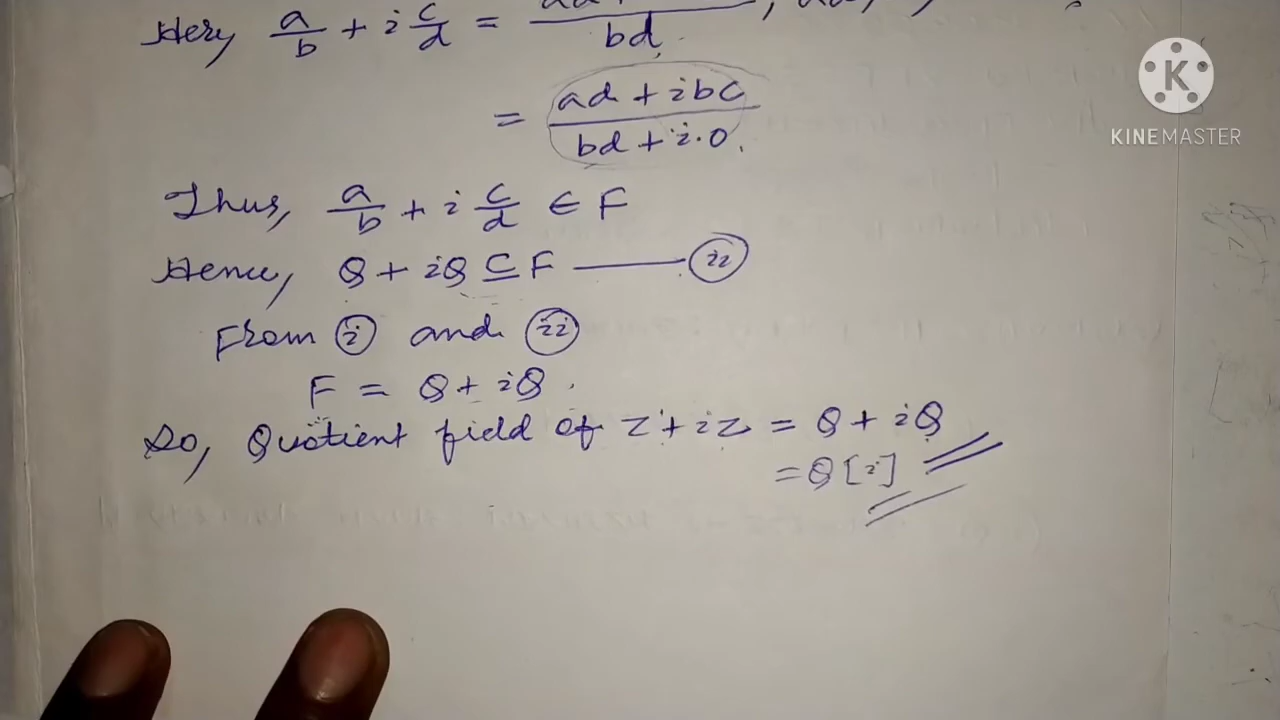 Here, a/b + i c/d = /bd,
= ad + ibc / bd + i.0.
Thus, a/b + i c/d ∈ F
Hence, Q + iQ ⊆ F —— (ii)
From (i) and (ii)
F = Q + iQ.
So, Quotient field of Z + iZ = Q + iQ
= Q[i]
K
KINEMASTER